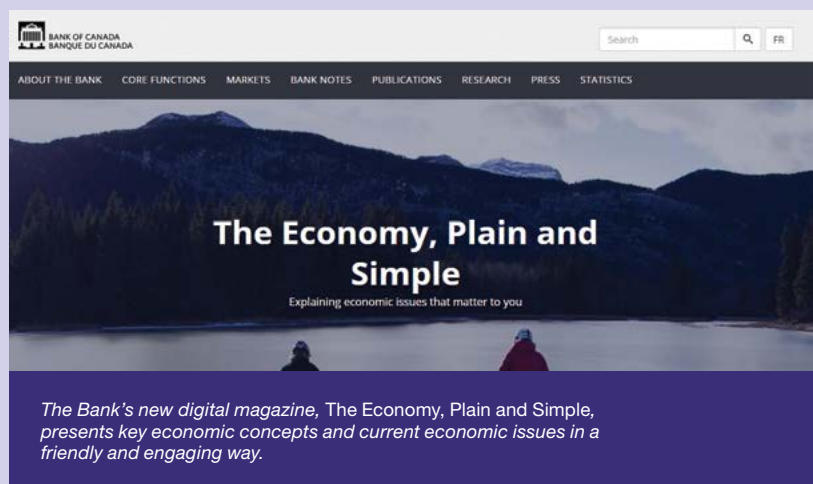 BANK OF CANADA
BANQUE DU CANADA
Search
FR
ABOUT THE BANK CORE FUNCTIONS MARKETS BANK NOTES PUBLICATIONS RESEARCH PRESS STATISTICS
The Economy, Plain and
Simple
Explaining economic issues that matter to you
The Bank's new digital magazine, The Economy, Plain and Simple,
presents key economic concepts and current economic issues in a
friendly and engaging way.